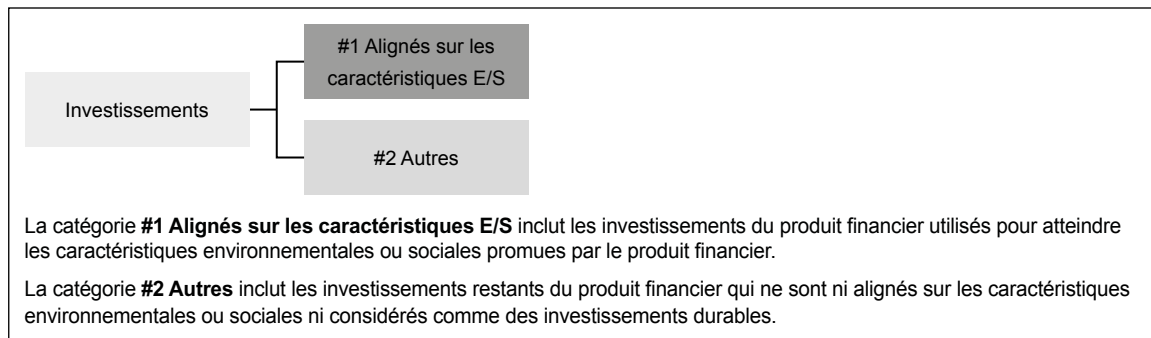 #1 Alignés sur les
caractéristiques E/S
Investissements
#2 Autres
La catégorie #1 Alignés sur les caractéristiques E/S inclut les investissements du produit financier utilisés pour atteindre
les caractéristiques environnementales ou sociales promues par le produit financier.
La catégorie #2 Autres inclut les investissements restants du produit financier qui ne sont ni alignés sur les caractéristiques
environnementales ou sociales ni considérés comme des investissements durables.